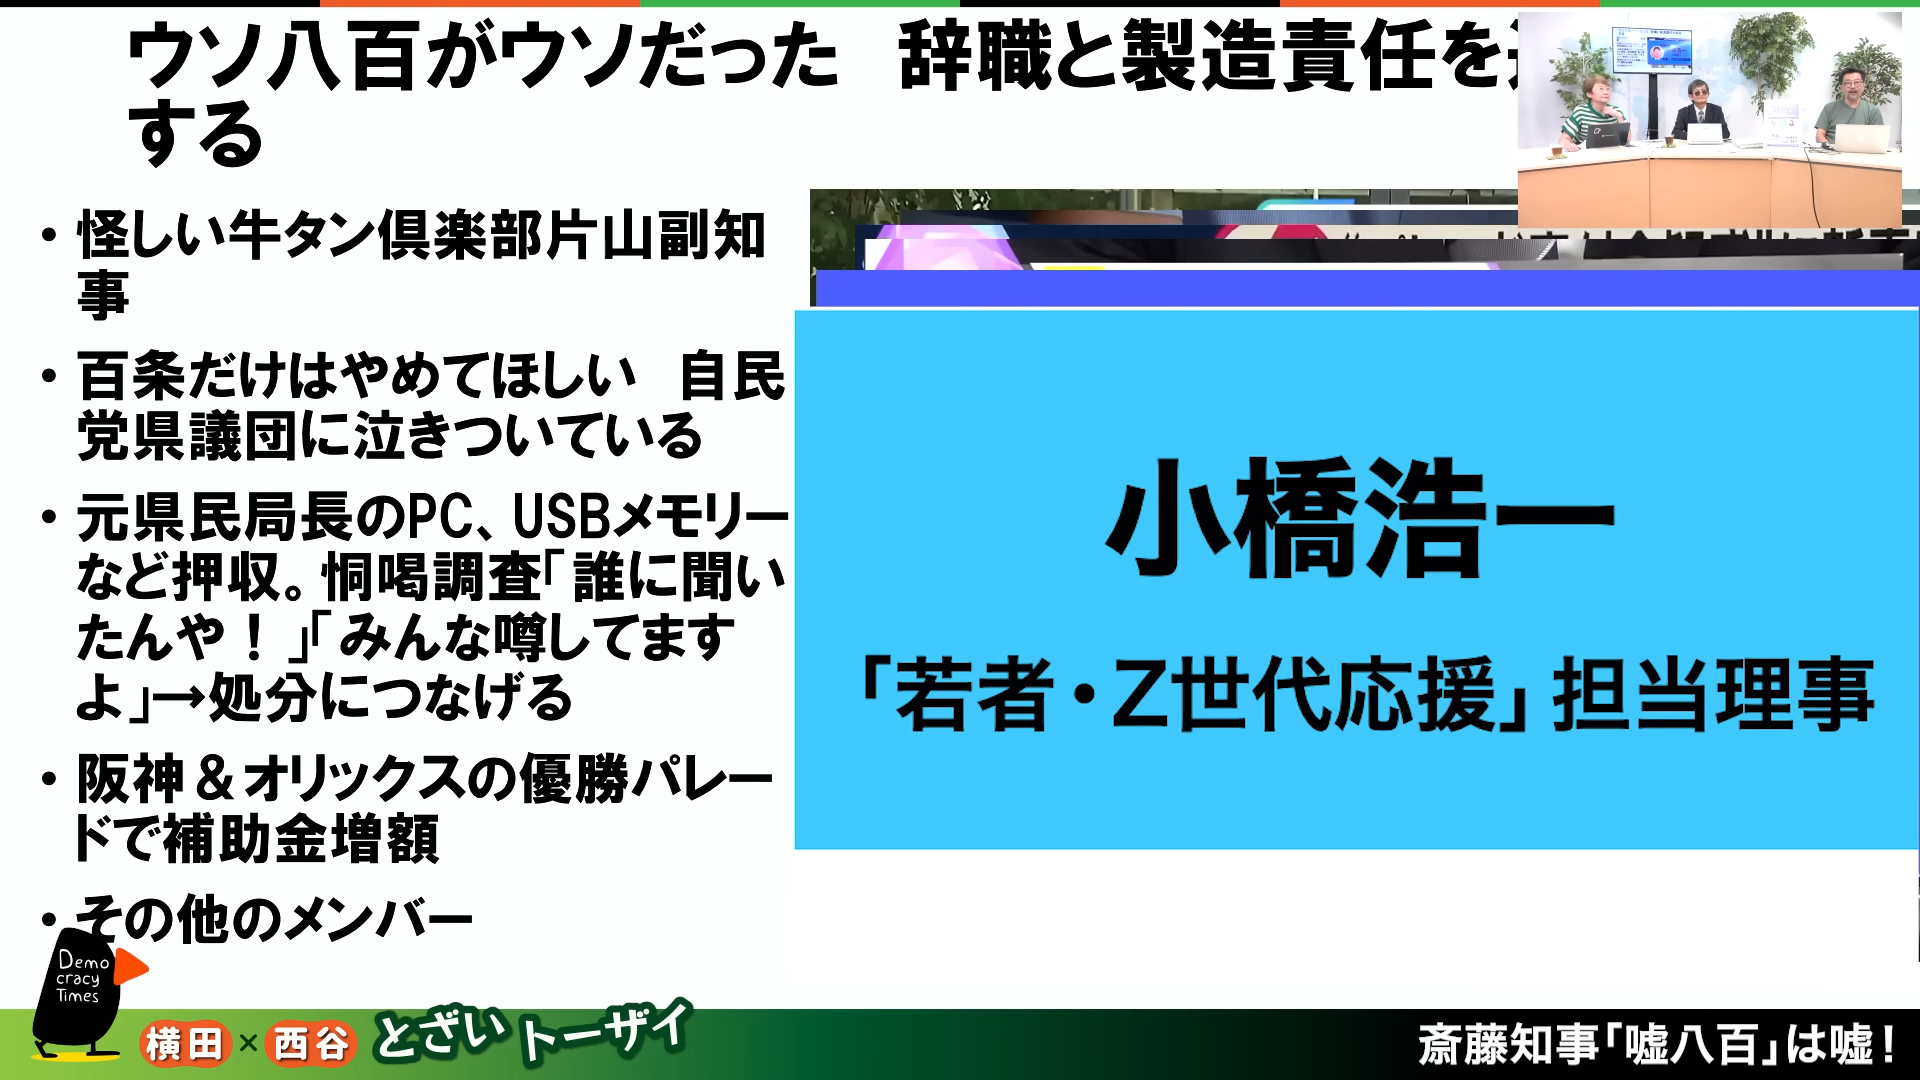 ウソ八百がウソだった　辞職と製造責任を
する
・怪しい牛タン倶楽部片山副知
事
・百条だけはやめてほしい　自民
党県議団に泣きついている
・元県民局長のPC、USBメモリー
など押収。恫喝調査「誰に聞い
たんや！」「みんな噂してます
よ」→処分につなげる
・阪神＆オリックスの優勝パレー
ドで補助金増額
・その他のメンバー
小橋浩一
「若者・Z世代応援」担当理事
Demo
cracy
Times
横田×西谷 とざいトーザイ
斎藤知事「嘘八百」は嘘！